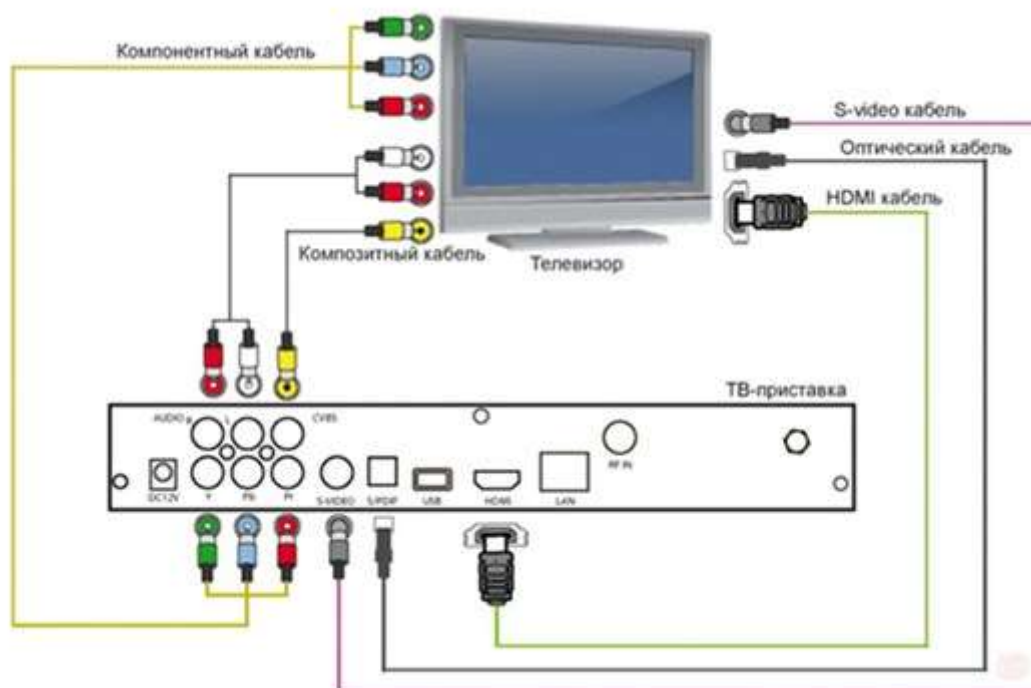 Компонентный кабель
S-video кабель
Оптический кабель
HDMI кабель
Композитный кабель
Телевизор
ТВ-приставка
AUDIO R L CVBS
RF IN
DC12V Y Pb Pr S-VIDEO S/PDIF USB HDMI LAN